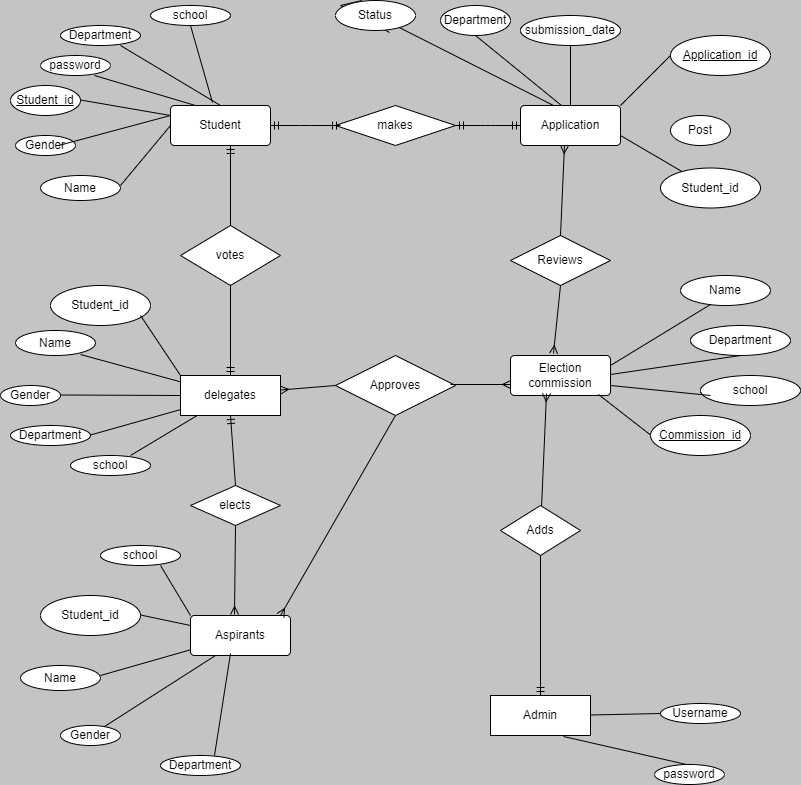 school
Status
Department
submission_date
Department
Application_id
password
Student_id
Student
makes
Application
Post
Gender
Name
Student_id
votes
Reviews
Name
Student_id
Name
Department
Election
commission
Approves
delegates
school
Gender
Department
Commission_id
school
elects
Adds
school
Student_id
Aspirants
Name
Gender
Admin
Username
Department
password